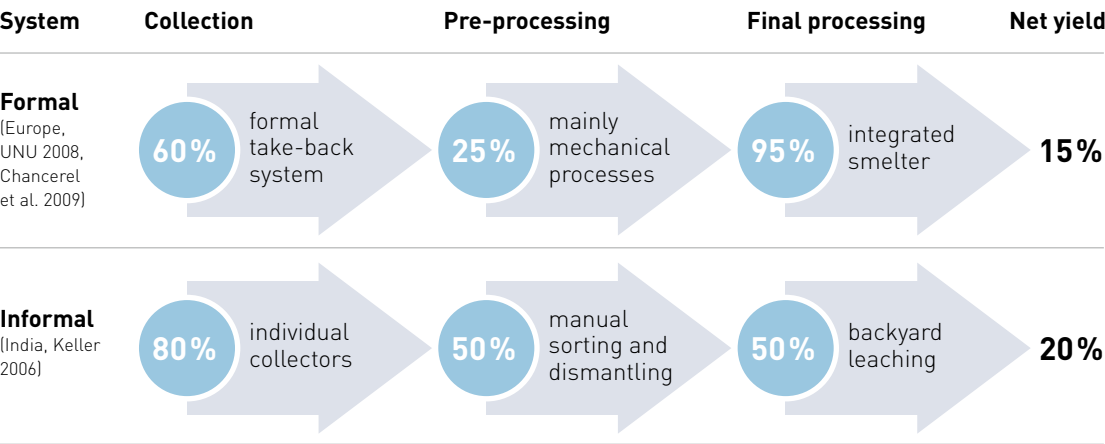 System Collection Pre-processing Final processing Net yield
Formal
(Europe,
UNU 2008,
Chancerel
et al. 2009)
60%
formal
take-back
system
25%
mainly
mechanical
processes
95%
integrated
smelter
15%
Informal
(India, Keller
2006)
80%
individual
collectors
50%
manual
sorting and
dismantling
50%
backyard
leaching
20%